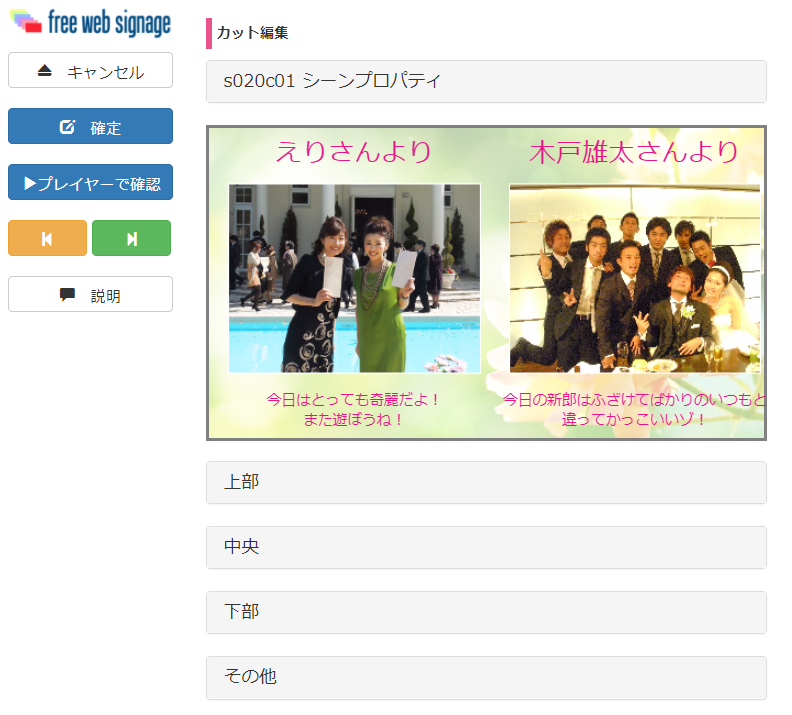 free web signage
キャンセル
確定
▶プレイヤーで確認
説明
カット編集
s020c01 シーンプロパティ
えりさんより
今日はとっても奇麗だよ！
また遊ぼうね！
木戸雄太さんより
今日の新郎はふざけてばかりのいつもと
違ってかっこいいゾ！
上部
中央
下部
その他